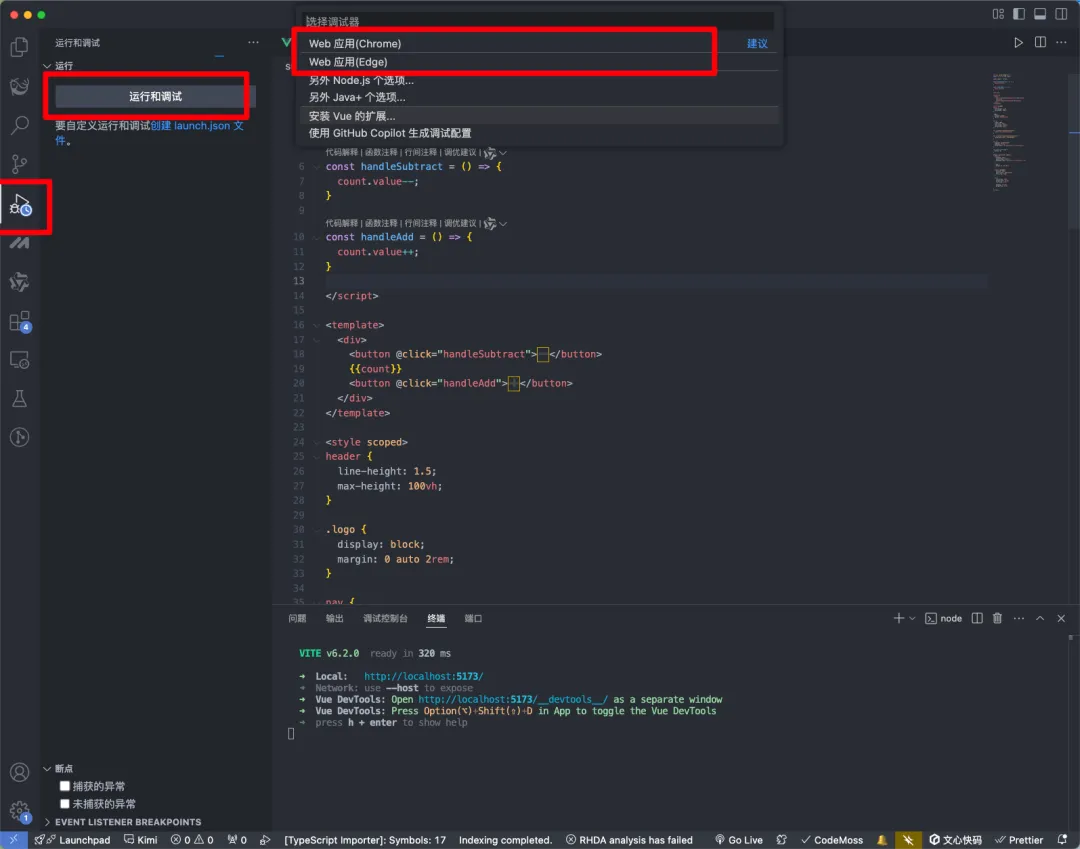 选择调试器
Web 应用(Chrome)
建议
Web 应用(Edge)
另外 Node.js 个选项...
另外 Java+ 个选项...
安装 Vue 的扩展...
使用 GitHub Copilot 生成调试配置
运行和调试
运行
运行和调试
要自定义运行和调试创建 launch.json 文
件。
4
代码解释 | 函数注释 | 行间注释 | 调优建议 |
6 const handleSubtract = () => {
7 count.value--;
8 }
9
代码解释 | 函数注释 | 行间注释 | 调优建议 |
10 const handleAdd = () => {
11 count.value++;
12 }
13
14 </script>
15
16 <template>
17 <div>
18 <button @click="handleSubtract">-</button>
19 {{count}}
20 <button @click="handleAdd">+</button>
21 </div>
22 </template>
23
24 <style scoped>
25 header {
26 line-height: 1.5;
27 max-height: 100vh;
28 }
29
30 .logo {
31 display: block;
32 margin: 0 auto 2rem;
33 }
34
35 nav {
问题 输出 调试控制台 终端 端口
node
VITE v6.2.0 ready in 320 ms
➜ Local: http://localhost:5173/
➜ Network: use --host to expose
➜ Vue DevTools: Open http://localhost:5173/__devtools__/ as a separate window
➜ Vue DevTools: Press Option(⌥)+Shift(⇧)+D in App to toggle the Vue DevTools
➜ press h + enter to show help
断点
捕获的异常
未捕获的异常
EVENT LISTENER BREAKPOINTS
1
Launchpad Kimi 0 0 0 [TypeScript Importer]: Symbols: 17 Indexing completed. RHDA analysis has failed Go Live CodeMoss 文心快码 Prettier